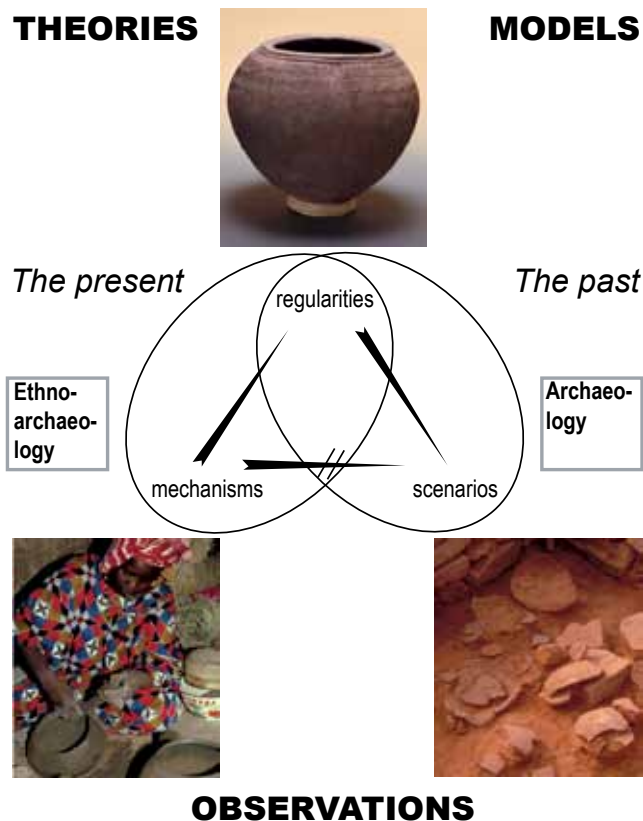 THEORIES
MODELS
The present
regularities
The past
Ethno-
archaeo-
logy
Archaeo-
logy
mechanisms
scenarios
OBSERVATIONS